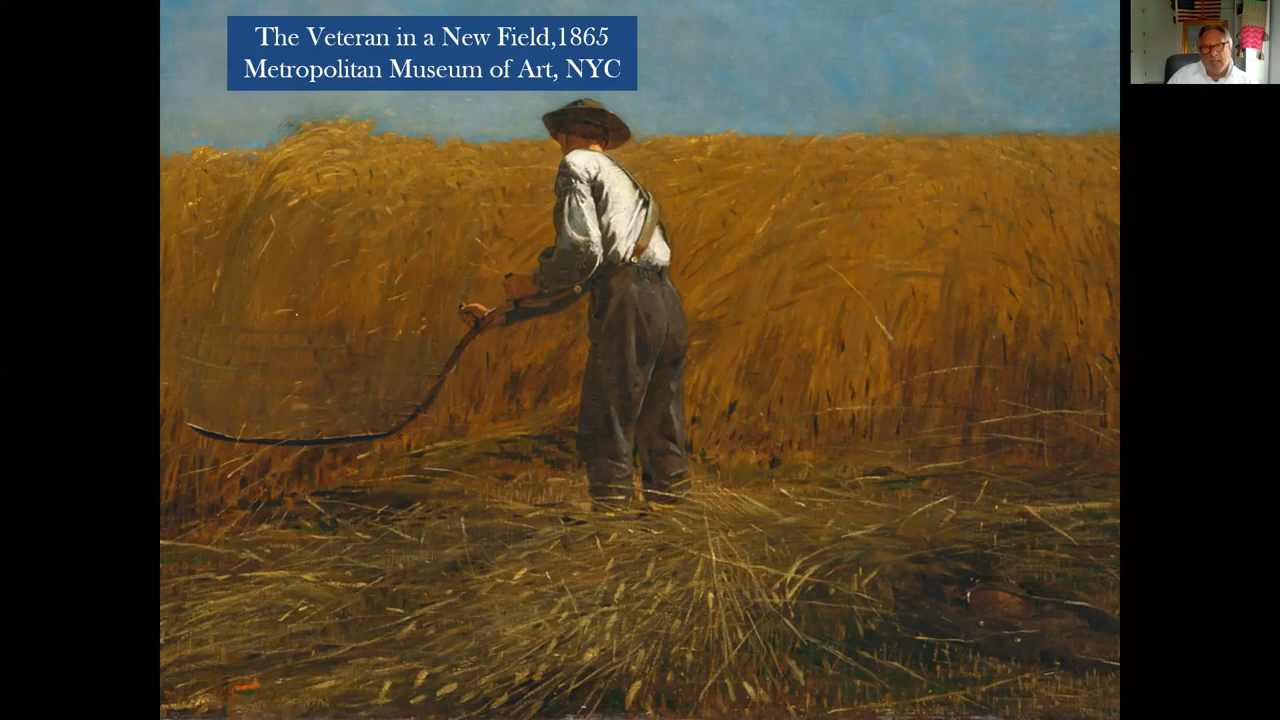 The Veteran in a New Field,1865
Metropolitan Museum of Art, NYC